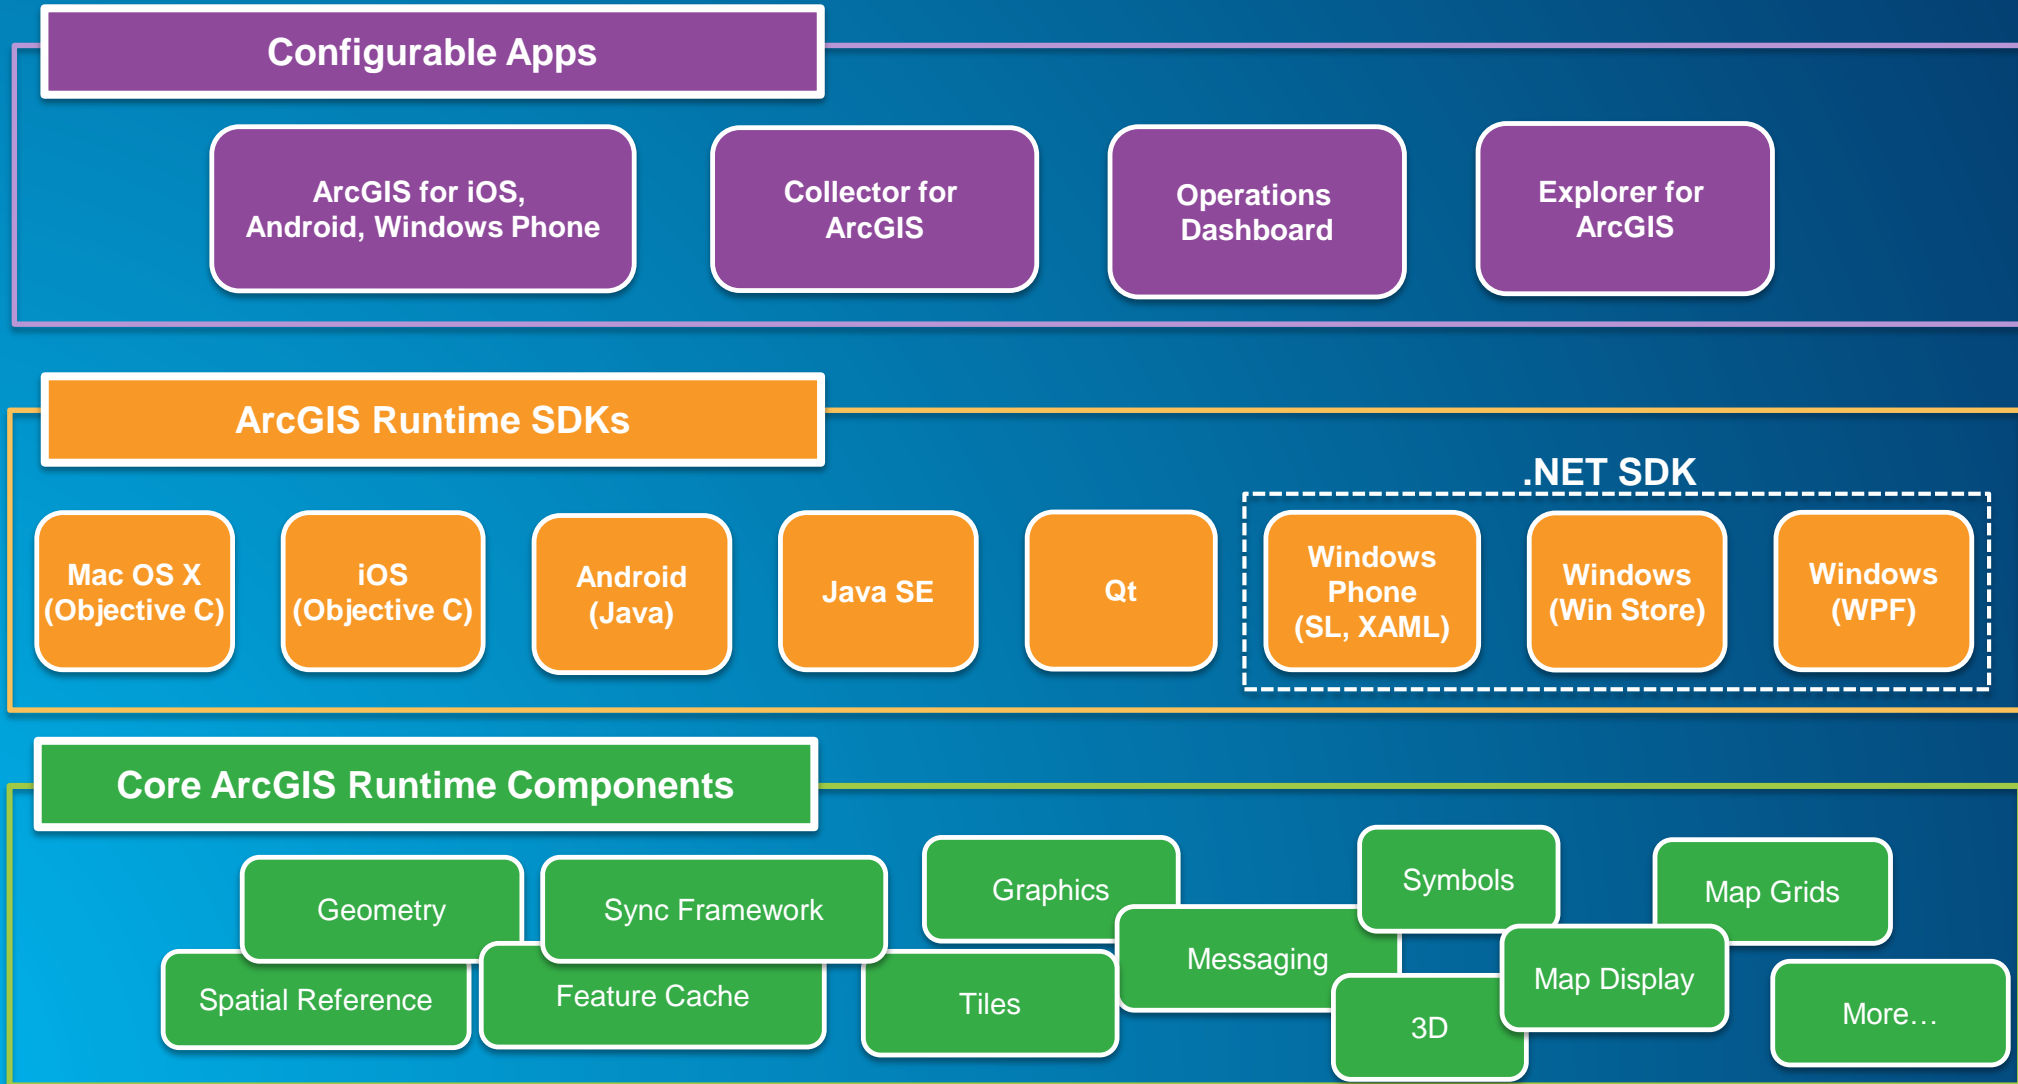 Configurable Apps
ArcGIS for iOS,
Android, Windows Phone
Collector for
ArcGIS
Operations
Dashboard
Explorer for
ArcGIS
ArcGIS Runtime SDKs
.NET SDK
Mac OS X
(Objective C)
iOS
(Objective C)
Android
(Java)
Java SE
Qt
Windows
Phone
(SL, XAML)
Windows
(Win Store)
Windows
(WPF)
Core ArcGIS Runtime Components
Geometry
Sync Framework
Graphics
Symbols
Map Grids
Spatial Reference
Feature Cache
Tiles
Messaging
3D
Map Display
More…